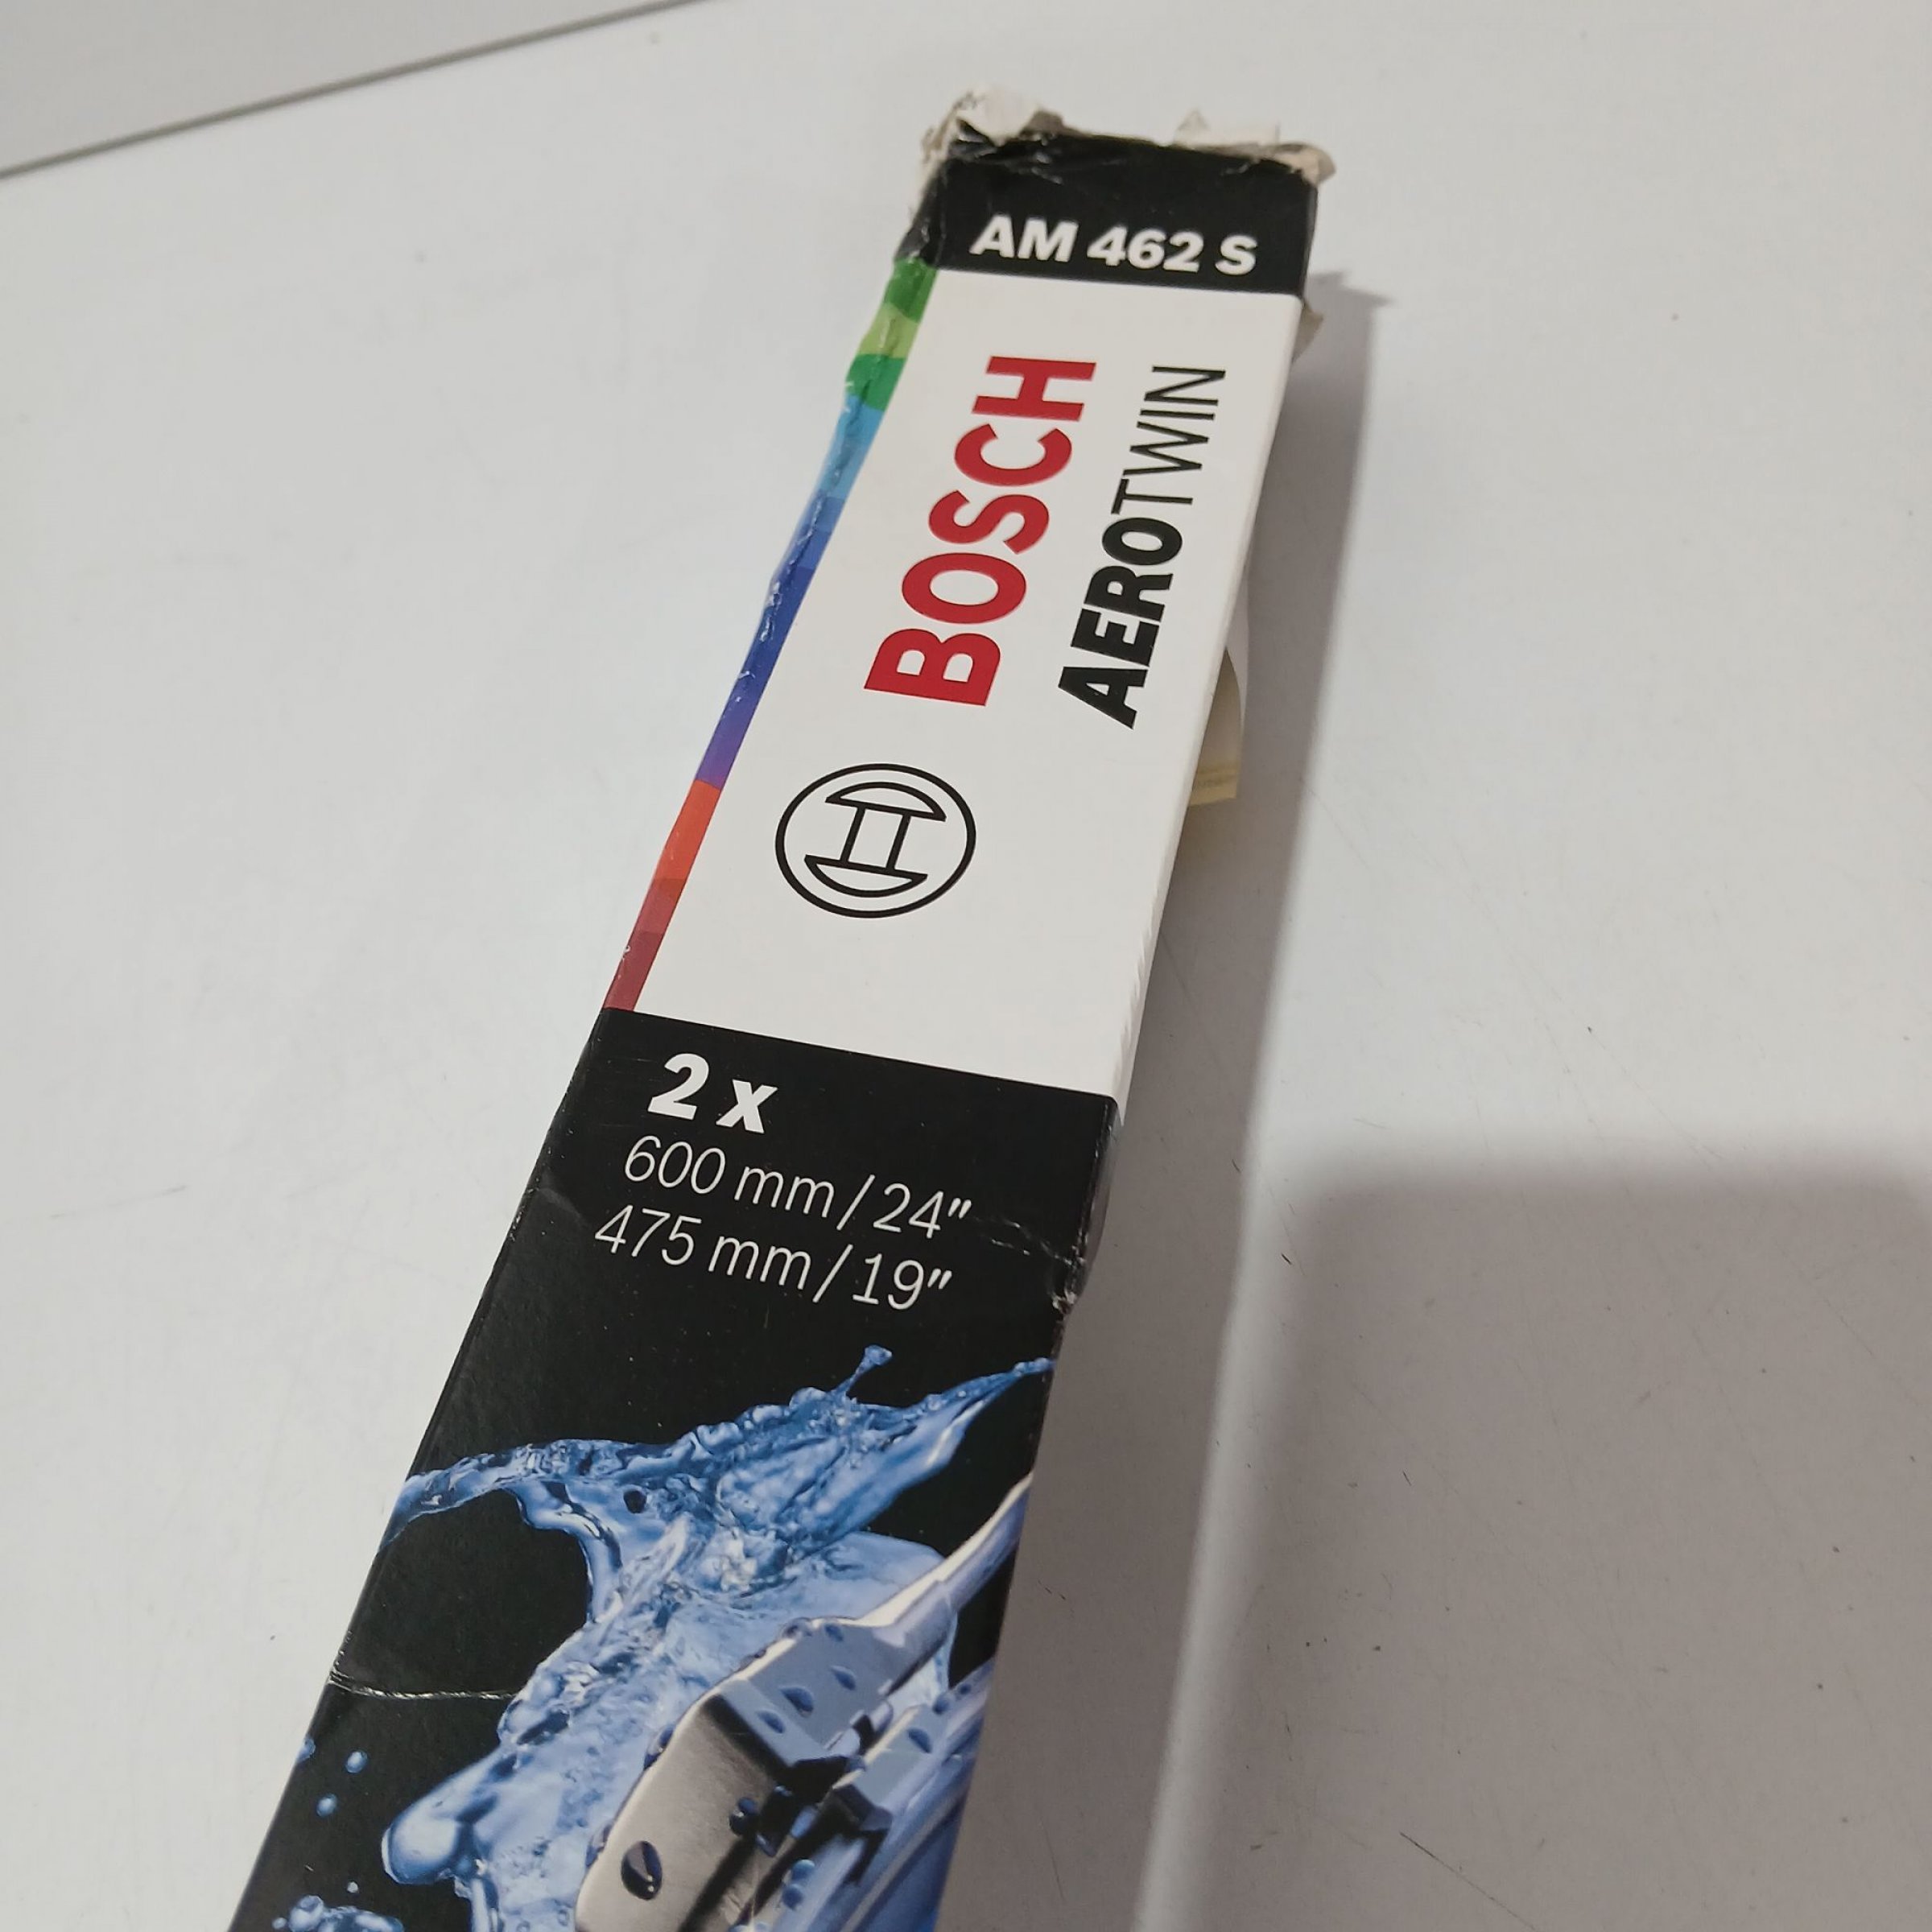 AM 462 S
BOSCH
AEROTWIN
2 x
600 mm/24"
475 mm/19"